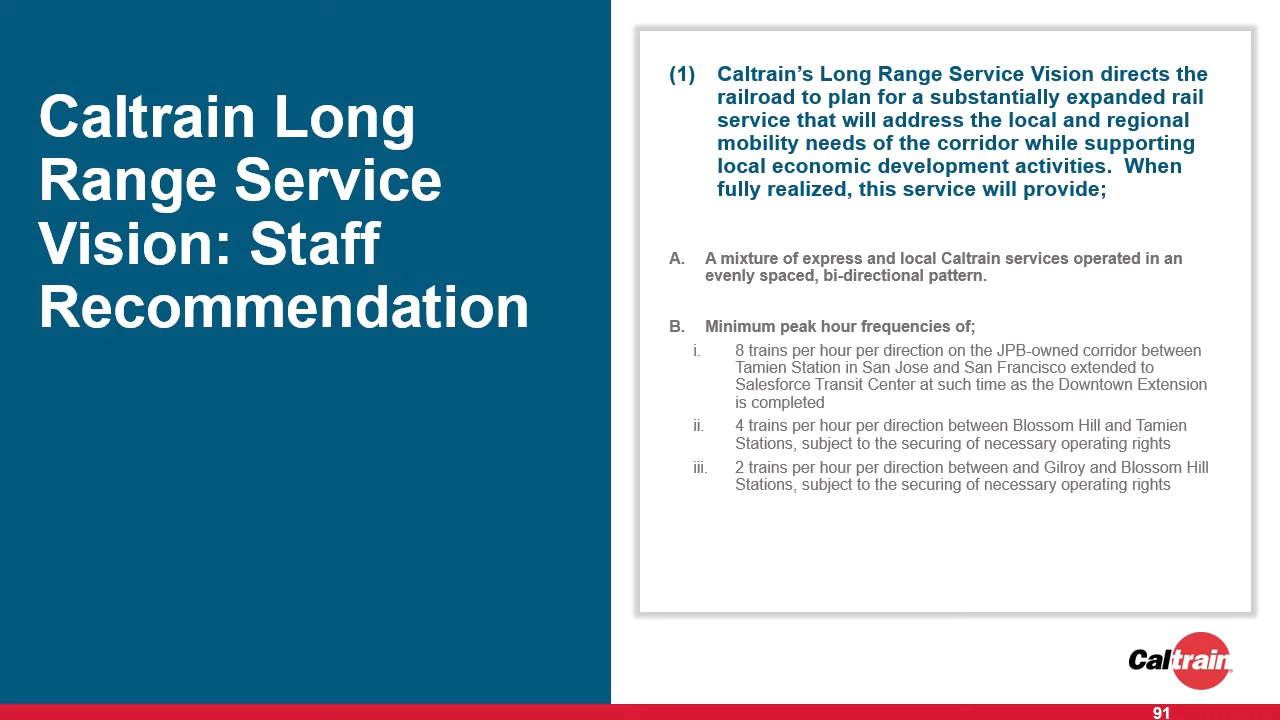 Caltrain Long
Range Service
Vision: Staff
Recommendation
(1) Caltrain’s Long Range Service Vision directs the
railroad to plan for a substantially expanded rail
service that will address the local and regional
mobility needs of the corridor while supporting
local economic development activities.  When
fully realized, this service will provide;
A. A mixture of express and local Caltrain services operated in an
evenly spaced, bi-directional pattern.
B. Minimum peak hour frequencies of;
i. 8 trains per hour per direction on the JPB-owned corridor between
Tamien Station in San Jose and San Francisco extended to
Salesforce Transit Center at such time as the Downtown Extension
is completed
ii. 4 trains per hour per direction between Blossom Hill and Tamien
Stations, subject to the securing of necessary operating rights
iii. 2 trains per hour per direction between and Gilroy and Blossom Hill
Stations, subject to the securing of necessary operating rights
Caltrain
91